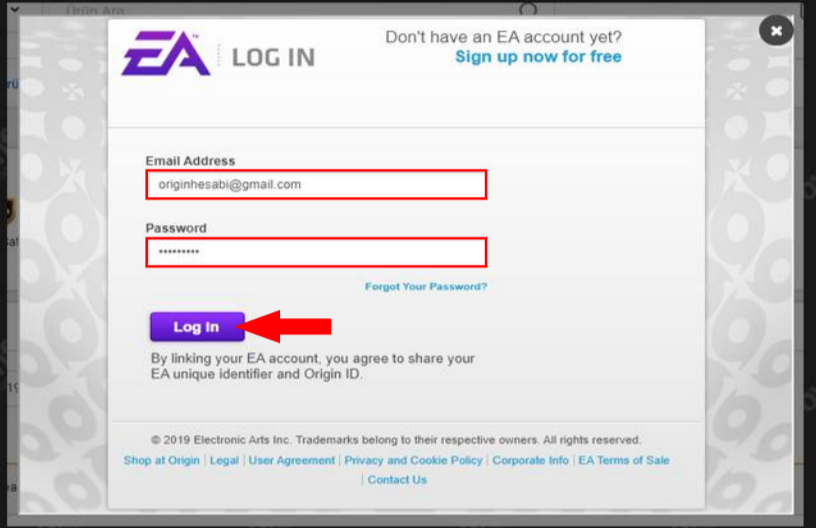 Ürün Ara
EA
LOG IN
Don't have an EA account yet?
Sign up now for free
Email Address
originhesabi@gmail.com
Password
•••••••••
Forgot Your Password?
Log In
By linking your EA account, you agree to share your
EA unique identifier and Origin ID.
© 2019 Electronic Arts Inc. Trademarks belong to their respective owners. All rights reserved.
Shop at Origin | Legal | User Agreement | Privacy and Cookie Policy | Corporate Info | EA Terms of Sale
| Contact Us